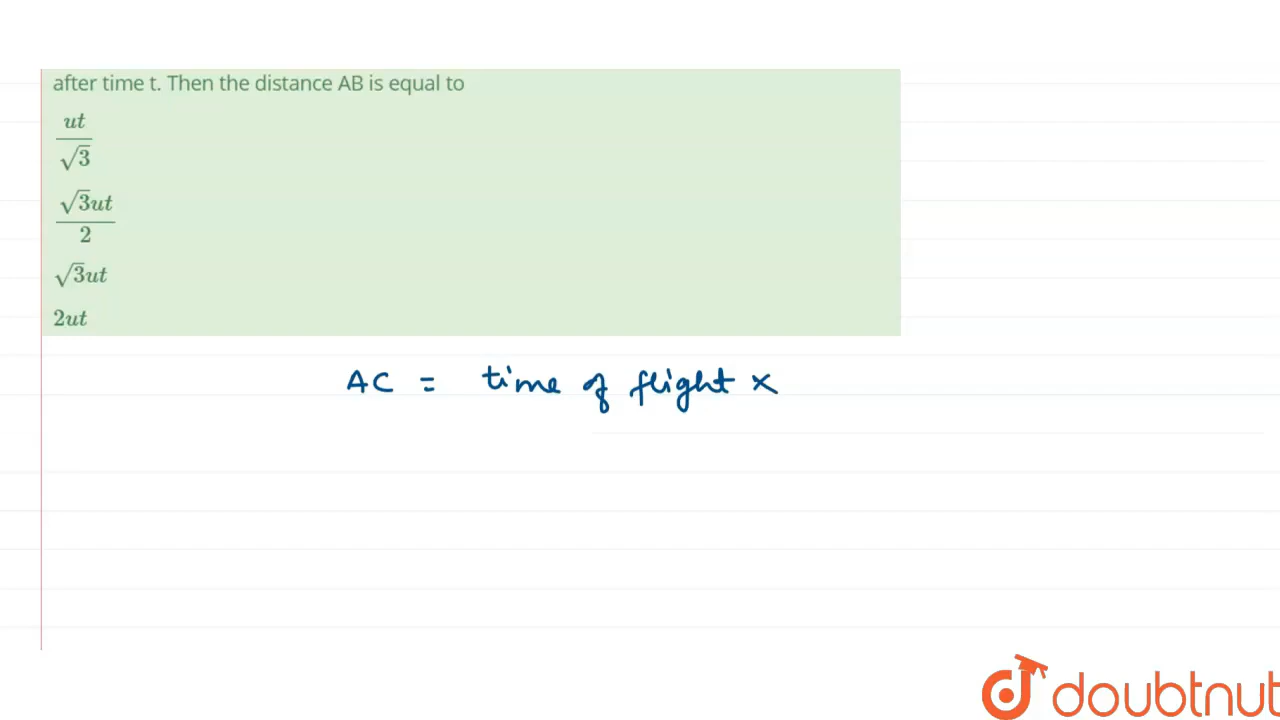 after time t. Then the distance AB is equal to
ut/√3
√3ut/2
√3ut
2ut
AC = time of flight ×
doubtnut